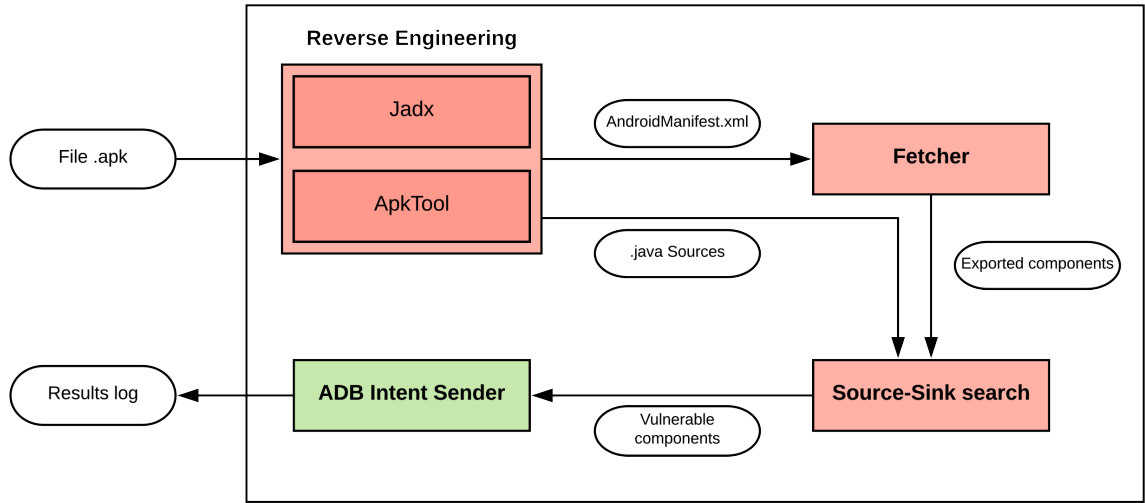 Reverse Engineering
Jadx
AndroidManifest.xml
File .apk
Fetcher
ApkTool
.java Sources
Exported components
Results log
ADB Intent Sender
Source-Sink search
Vulnerable
components